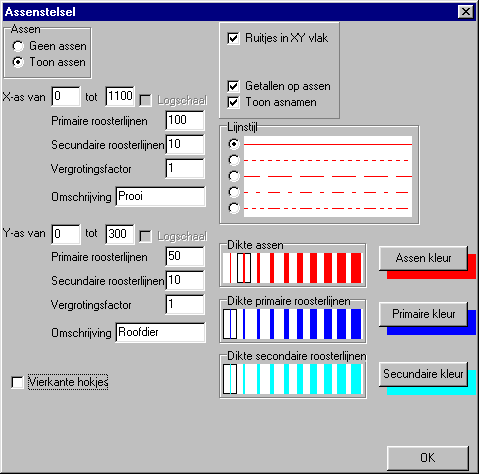 Assenstelsel
Assen
Geen assen
Toon assen
X-as van 0 tot 1100 Logschaal
Primaire roosterlijnen 100
Secundaire roosterlijnen 10
Vergrotingsfactor 1
Omschrijving Prooi
Y-as van 0 tot 300 Logschaal
Primaire roosterlijnen 50
Secundaire roosterlijnen 10
Vergrotingsfactor 1
Omschrijving Roofdier
Vierkante hokjes
Ruitjes in XY vlak
Getallen op assen
Toon asnamen
Lijnstijl
Dikte assen
Assen kleur
Dikte primaire roosterlijnen
Primaire kleur
Dikte secondaire roosterlijnen
Secundaire kleur
OK